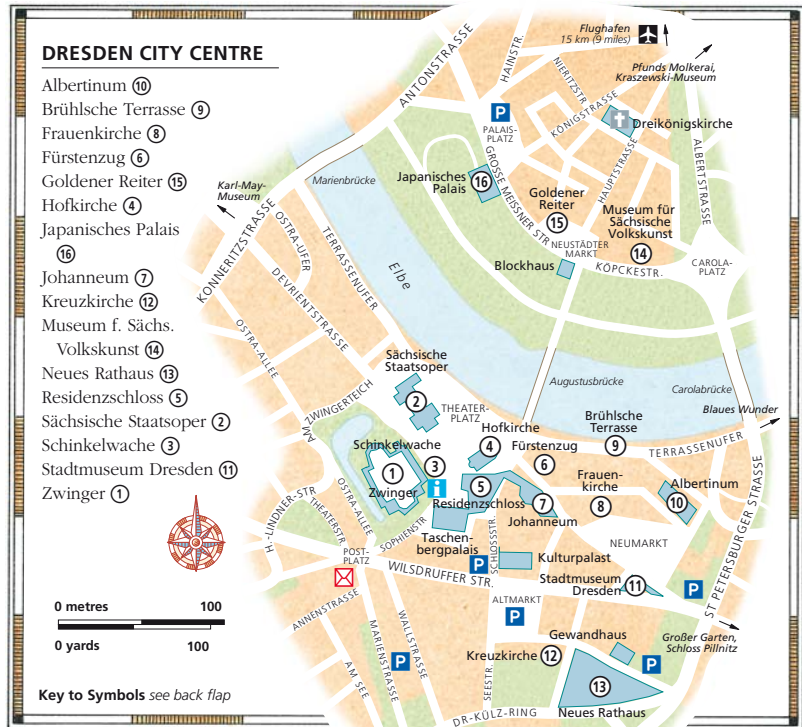 DRESDEN CITY CENTRE
Albertinum ⑩
Brühlsche Terrasse ⑨
Frauenkirche ⑧
Fürstenzug ⑥
Goldener Reiter ⑮
Hofkirche ④
Japanisches Palais
⑯
Johanneum ⑦
Kreuzkirche ⑫
Museum f. Sächs.
Volkskunst ⑭
Neues Rathaus ⑬
Residenzschloss ⑤
Sächsische Staatsoper ②
Schinkelwache ③
Stadtmuseum Dresden ⑪
Zwinger ①
0 metres 100
0 yards 100
Key to Symbols see back flap
Flughafen
15 km (9 miles)
Pfunds Molkerai,
Kraszewski-Museum
ANTONSTRASSE
HAINSTR.
NIERITZSTR.
KÖNIGSTRASSE
P
PALAIS-
PLATZ
Dreikönigskirche
ALBERTSTRASSE
HAUPTSTRASSE
GROSSE MEISSNER STR
Japanisches
Palais
⑯
Goldener
Reiter
⑮
Museum für
Sächsische
Volkskunst
⑭
NEUSTÄDTER
MARKT
Blockhaus
KÖPCKESTR.
CAROLA-
PLATZ
Karl-May-
Museum
Marienbrücke
KONNERITZSTRASSE
OSTRA-UFER
TERRASSENUFER
DEVRIENTSTRASSE
Elbe
OSTRA-ALLEE
Sächsische
Staatsoper
②
THEATER-
PLATZ
AM ZWINGERTEICH
Augustusbrücke
Carolabrücke
Blaues Wunder
Brühlsche
Terrasse
⑨
TERRASSENUFER
Hofkirche
④
Fürstenzug
⑥
Schinkelwache
③
①
Zwinger
i
⑤
Residenzschloss
⑦
Johanneum
Frauen-
kirche
⑧
Albertinum
⑩
NEUMARKT
ST PETERSBURGER STRASSE
H.-LINDNER-STR
THEATERSTR
OSTRA-ALLEE
SOPHIENSTR
Taschen-
bergpalais
SCHLOSSSTR.
POST-
PLATZ
P
Kulturpalast
WILSDRUFFER STR.
Stadtmuseum
Dresden
⑪
P
ALTMARKT
P
Großer Garten,
Schloss Pillnitz
ANNENSTRASSE
MARIENSTRASSE
WALLSTRASSE
AM SEE
P
SEESTR.
Kreuzkirche ⑫
Gewandhaus
P
⑬
Neues Rathaus
DR-KÜLZ-RING